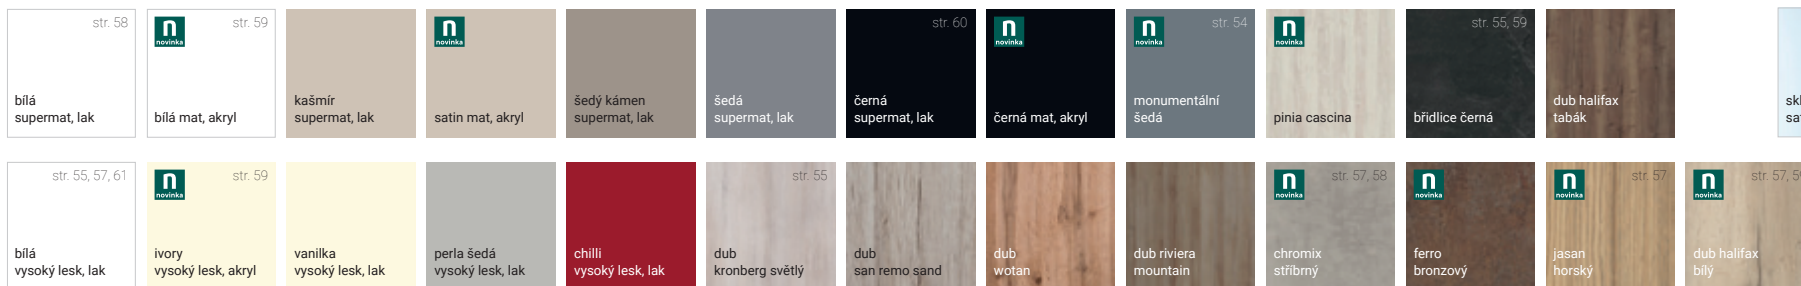 str. 58
bílá
supermat, lak
n
novinka
str. 59
bílá mat, akryl
kašmír
supermat, lak
n
novinka
satin mat, akryl
šedý kámen
supermat, lak
šedá
supermat, lak
str. 60
černá
supermat, lak
n
novinka
černá mat, akryl
n
novinka
str. 54
monumentální
šedá
n
novinka
pinia cascina
str. 55, 59
břidlice černá
dub halifax
tabák
str. 55, 57, 61
bílá
vysoký lesk, lak
n
novinka
str. 59
ivory
vysoký lesk, akryl
vanilka
vysoký lesk, lak
perla šedá
vysoký lesk, lak
chilli
vysoký lesk, lak
str. 55
dub
kronberg světlý
dub
san remo sand
dub
wotan
dub riviera
mountain
n
novinka
str. 57, 58
chromix
stříbrný
n
novinka
ferro
bronzový
n
novinka
str. 57
jasan
horský
n
novinka
str. 57,
dub halifax
bílý